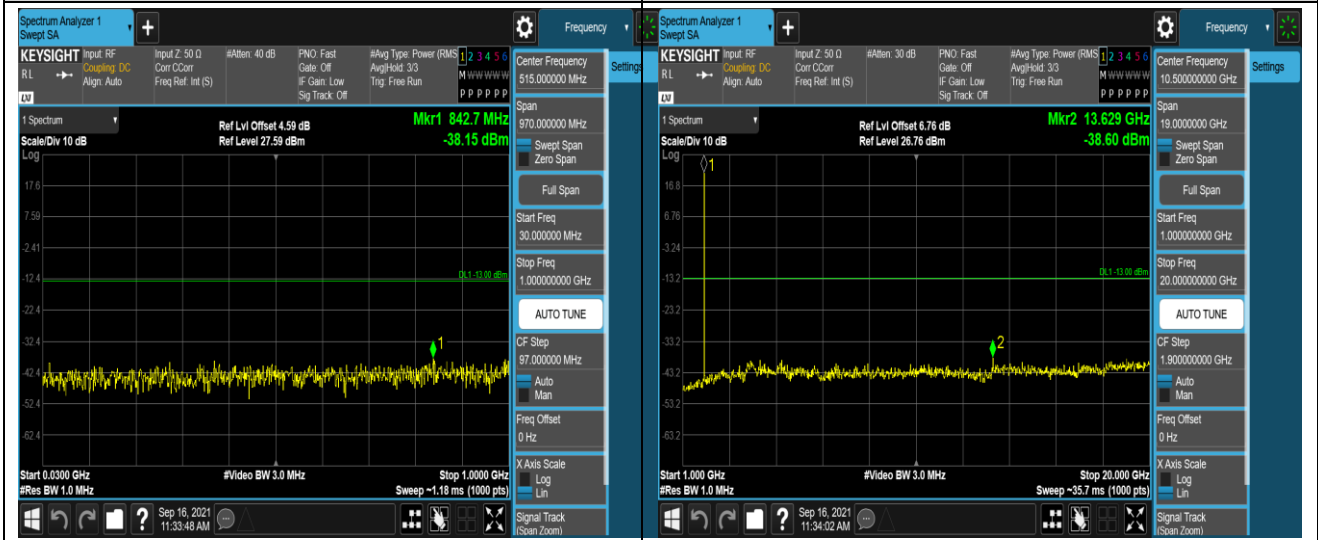 Spectrum Analyzer 1
Swept SA
+
Frequency
KEYSIGHT
RL
LXI
Input: RF
Coupling: DC
Align: Auto
Input Z: 50 Ω
Corr CCorr
Freq Ref: Int (S)
#Atten: 40 dB
PNO: Fast
Gate: Off
IF Gain: Low
Sig Track: Off
#Avg Type: Power (RMS
Avg|Hold: 3/3
Trig: Free Run
1 2 3 4 5 6
M W W W W W
P P P P P P
1 Spectrum
Scale/Div 10 dB
Ref Lvl Offset 4.59 dB
Ref Level 27.59 dBm
Mkr1 842.7 MHz
-38.15 dBm
Log
17.6
7.59
-2.41
-12.4
-22.4
-32.4
-42.4
-52.4
-62.4
DL1 -13.00 dBm
1
Start 0.0300 GHz
#Res BW 1.0 MHz
#Video BW 3.0 MHz
Stop 1.0000 GHz
Sweep ~1.18 ms (1000 pts)
Center Frequency
515.000000 MHz
Settings
Span
970.000000 MHz
Swept Span
Zero Span
Full Span
Start Freq
30.000000 MHz
Stop Freq
1.000000000 GHz
AUTO TUNE
CF Step
97.000000 MHz
Auto
Man
Freq Offset
0 Hz
X Axis Scale
Log
Lin
Signal Track
(Span Zoom)
?
Sep 16, 2021
11:33:48 AM
Spectrum Analyzer 1
Swept SA
+
Frequency
KEYSIGHT
RL
LXI
Input: RF
Coupling: DC
Align: Auto
Input Z: 50 Ω
Corr CCorr
Freq Ref: Int (S)
#Atten: 30 dB
PNO: Fast
Gate: Off
IF Gain: Low
Sig Track: Off
#Avg Type: Power (RMS
Avg|Hold: 3/3
Trig: Free Run
1 2 3 4 5 6
M W W W W W
P P P P P P
1 Spectrum
Scale/Div 10 dB
Ref Lvl Offset 6.76 dB
Ref Level 26.76 dBm
Mkr2 13.629 GHz
-38.60 dBm
Log
1
16.8
6.76
-3.24
-13.2
-23.2
-33.2
-43.2
-53.2
-63.2
DL1 -13.00 dBm
2
Start 1.000 GHz
#Res BW 1.0 MHz
#Video BW 3.0 MHz
Stop 20.000 GHz
Sweep ~35.7 ms (1000 pts)
Center Frequency
10.500000000 GHz
Settings
Span
19.0000000 GHz
Swept Span
Zero Span
Full Span
Start Freq
1.000000000 GHz
Stop Freq
20.000000000 GHz
AUTO TUNE
CF Step
1.900000000 GHz
Auto
Man
Freq Offset
0 Hz
X Axis Scale
Log
Lin
Signal Track
(Span Zoom)
?
Sep 16, 2021
11:34:02 AM